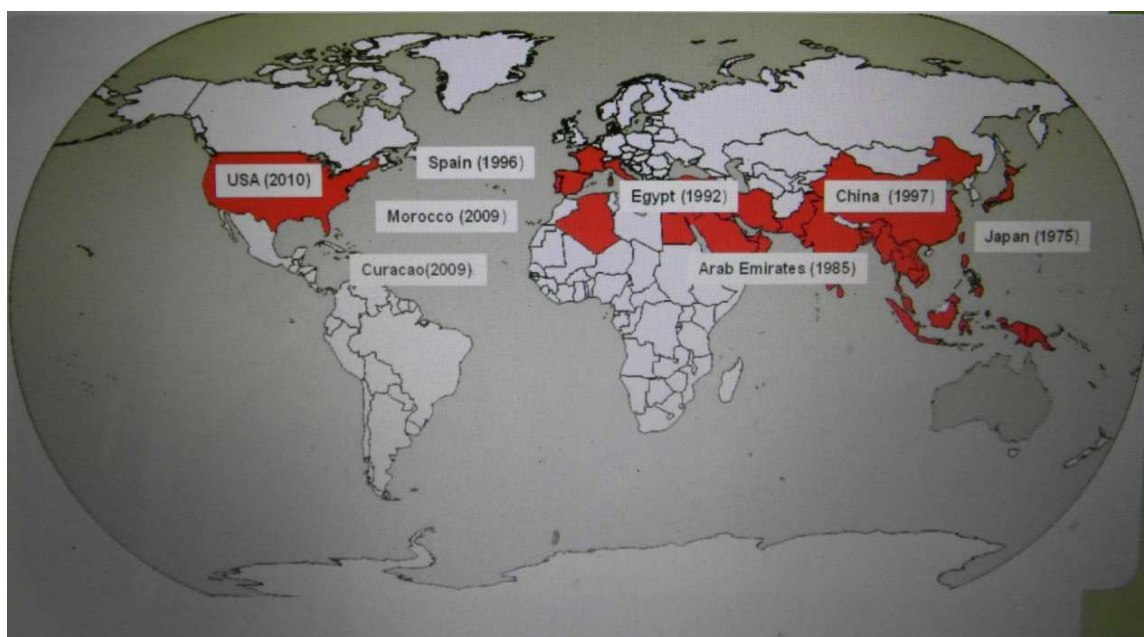 Spain (1996)
USA (2010)
Egypt (1992)
China (1997)
Morocco (2009)
Japan (1975)
Curacao(2009)
Arab Emirates (1985)